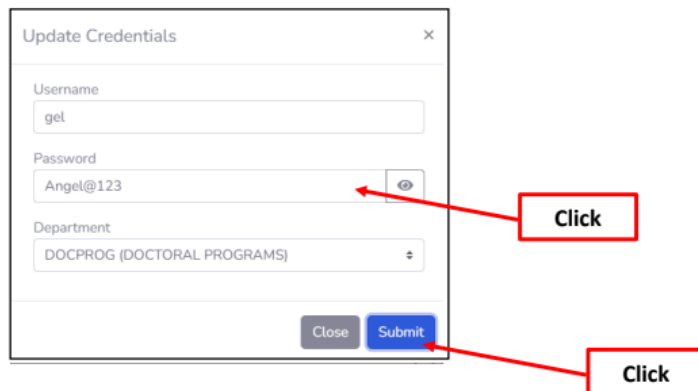 Update Credentials ×
Username
gel
Password
Angel@123
Click
Department
DOCPROG (DOCTORAL PROGRAMS)
Close Submit
Click